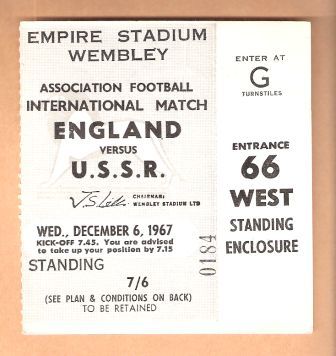 EMPIRE STADIUM
WEMBLEY
ASSOCIATION FOOTBALL
INTERNATIONAL MATCH
ENGLAND
VERSUS
U.S.S.R.
CHAIRMAN:
WEMBLEY STADIUM LTD
WED., DECEMBER 6, 1967
KICK-OFF 7.45. You are advised
to take up your position by 7.15
STANDING
7/6
(SEE PLAN & CONDITIONS ON BACK)
TO BE RETAINED
0184
ENTER AT
G
TURNSTILES
ENTRANCE
66
WEST
STANDING
ENCLOSURE